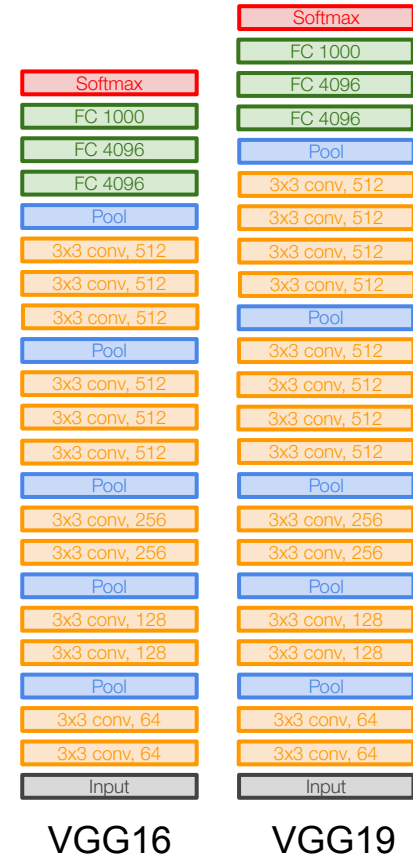 Softmax
FC 1000
FC 4096
FC 4096
Pool
3x3 conv, 512
3x3 conv, 512
3x3 conv, 512
Pool
3x3 conv, 512
3x3 conv, 512
3x3 conv, 512
Pool
3x3 conv, 256
3x3 conv, 256
Pool
3x3 conv, 128
3x3 conv, 128
Pool
3x3 conv, 64
3x3 conv, 64
Input
VGG16
Softmax
FC 1000
FC 4096
FC 4096
Pool
3x3 conv, 512
3x3 conv, 512
3x3 conv, 512
3x3 conv, 512
Pool
3x3 conv, 512
3x3 conv, 512
3x3 conv, 512
3x3 conv, 512
Pool
3x3 conv, 256
3x3 conv, 256
Pool
3x3 conv, 128
3x3 conv, 128
Pool
3x3 conv, 64
3x3 conv, 64
Input
VGG19